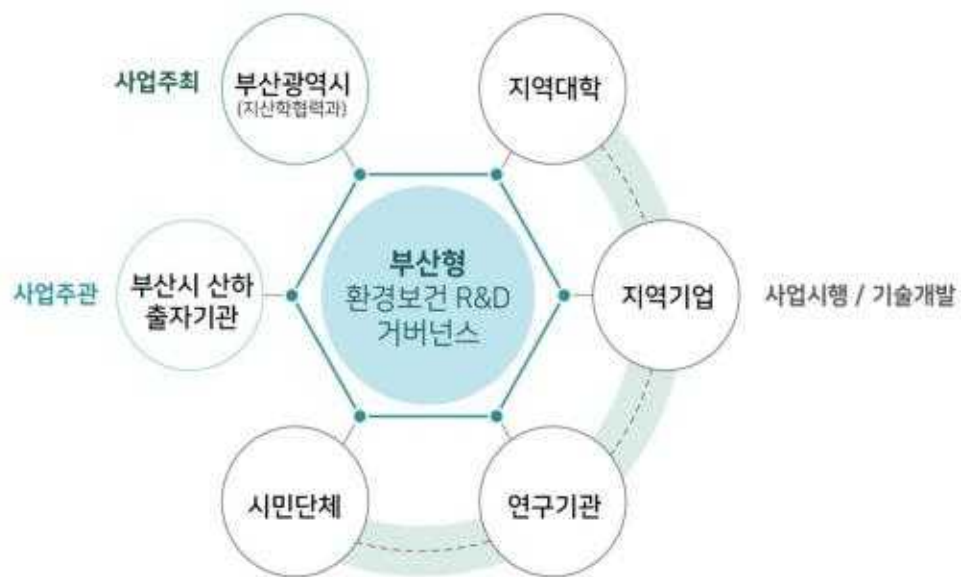 사업주최
부산광역시
(지산학협력과)
지역대학
부산형
환경보건 R&D
거버넌스
사업주관
부산시 산하
출자기관
지역기업
사업시행 / 기술개발
시민단체
연구기관